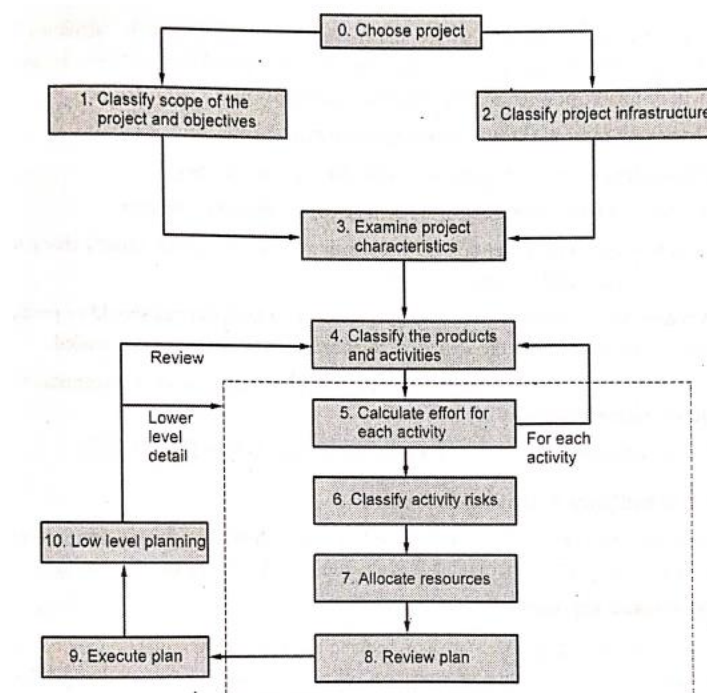 0. Choose project
1. Classify scope of the
project and objectives
2. Classify project infrastructure
3. Examine project
characteristics
4. Classify the products
and activities
Review
Lower
level
detail
5. Calculate effort for
each activity
For each
activity
6. Classify activity risks
10. Low level planning
7. Allocate resources
9. Execute plan
8. Review plan